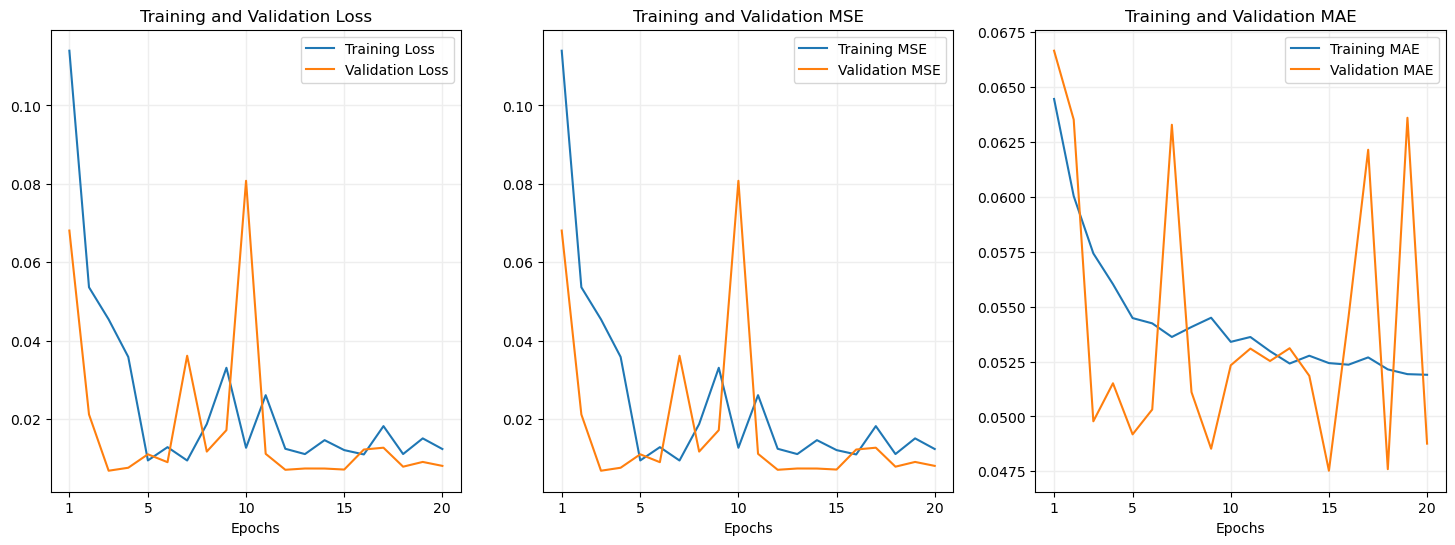 Training and Validation Loss
Training Loss
Validation Loss
0.10
0.08
0.06
0.04
0.02
1 5 10 15 20
Epochs
Training and Validation MSE
Training MSE
Validation MSE
0.10
0.08
0.06
0.04
0.02
1 5 10 15 20
Epochs
Training and Validation MAE
Training MAE
Validation MAE
0.0675
0.0650
0.0625
0.0600
0.0575
0.0550
0.0525
0.0500
0.0475
1 5 10 15 20
Epochs